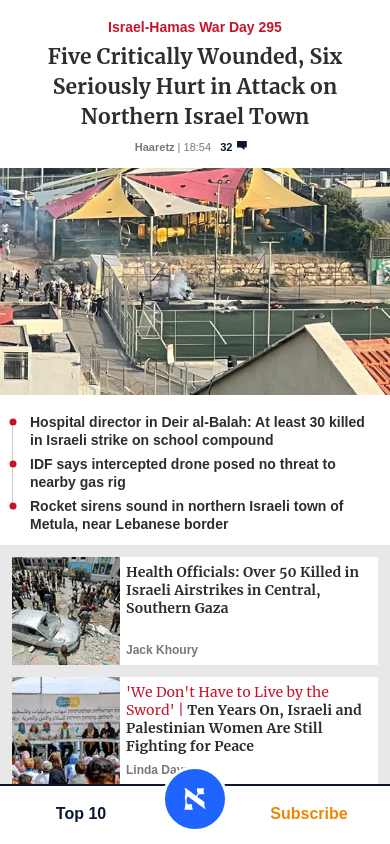 Israel-Hamas War Day 295
Five Critically Wounded, Six
Seriously Hurt in Attack on
Northern Israel Town
Haaretz | 18:54 32
Hospital director in Deir al-Balah: At least 30 killed
in Israeli strike on school compound
IDF says intercepted drone posed no threat to
nearby gas rig
Rocket sirens sound in northern Israeli town of
Metula, near Lebanese border
Health Officials: Over 50 Killed in
Israeli Airstrikes in Central,
Southern Gaza
Jack Khoury
'We Don't Have to Live by the
Sword' | Ten Years On, Israeli and
Palestinian Women Are Still
Fighting for Peace
Linda
Top 10
Subscribe